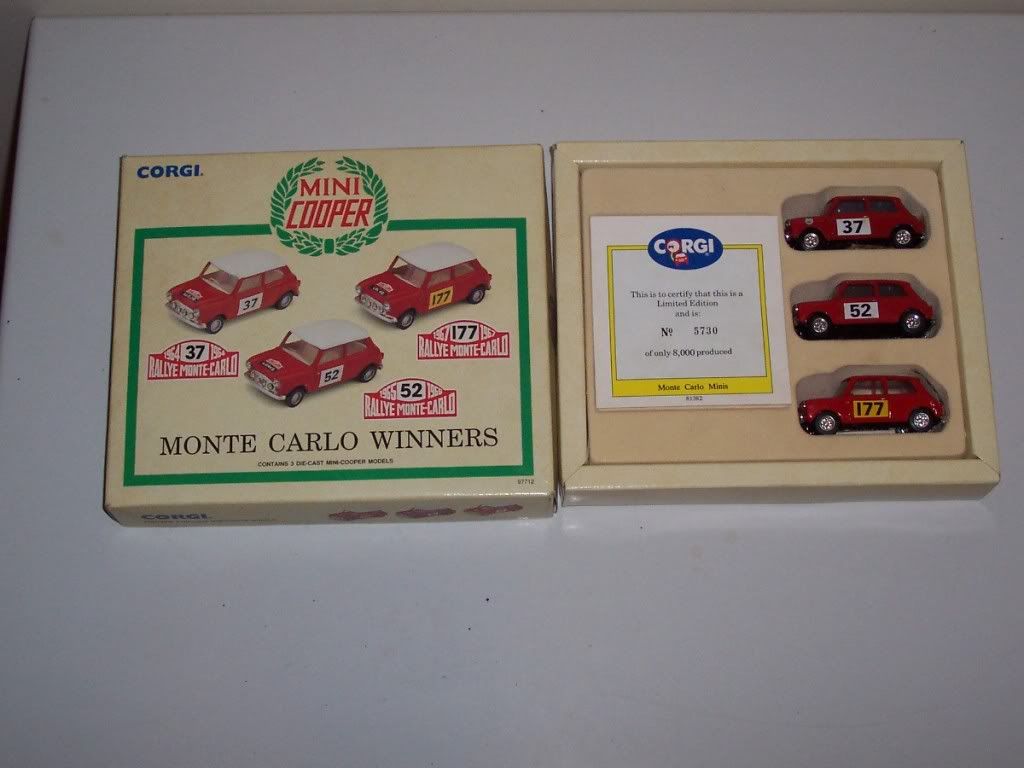 CORGI.
MINI
COOPER
37
177
52
1964 37 1964
RALLYE MONTE-CARLO
1967 177 1967
RALLYE MONTE-CARLO
1965 52 1965
RALLYE MONTE-CARLO
MONTE CARLO WINNERS
CONTAINS 3 DIE-CAST MINI-COOPER MODELS
97712
CORGI.
CORGI
This is to certify that this is a
Limited Edition
and is:
No 5730
of only 8,000 produced
Monte Carlo Minis
81382
37
52
177